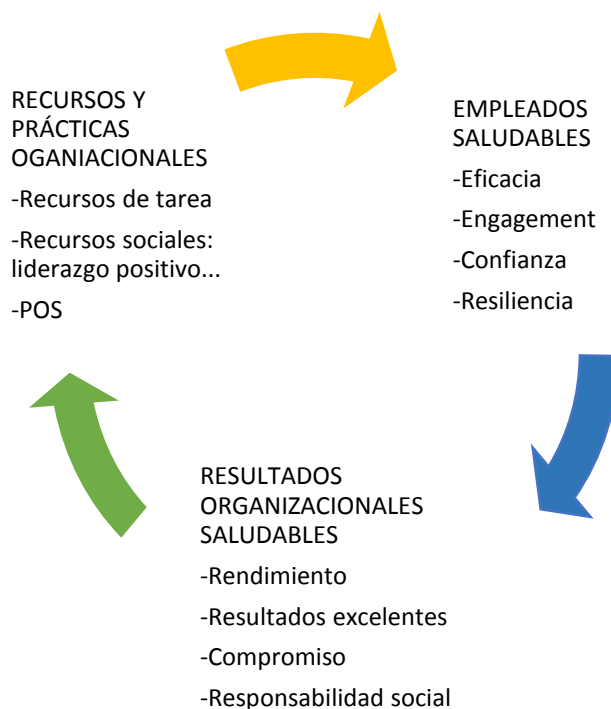 RECURSOS Y
PRÁCTICAS
OGANIACIONALES
-Recursos de tarea
-Recursos sociales:
liderazgo positivo...
-POS
EMPLEADOS
SALUDABLES
-Eficacia
-Engagement
-Confianza
-Resiliencia
RESULTADOS
ORGANIZACIONALES
SALUDABLES
-Rendimiento
-Resultados excelentes
-Compromiso
-Responsabilidad social